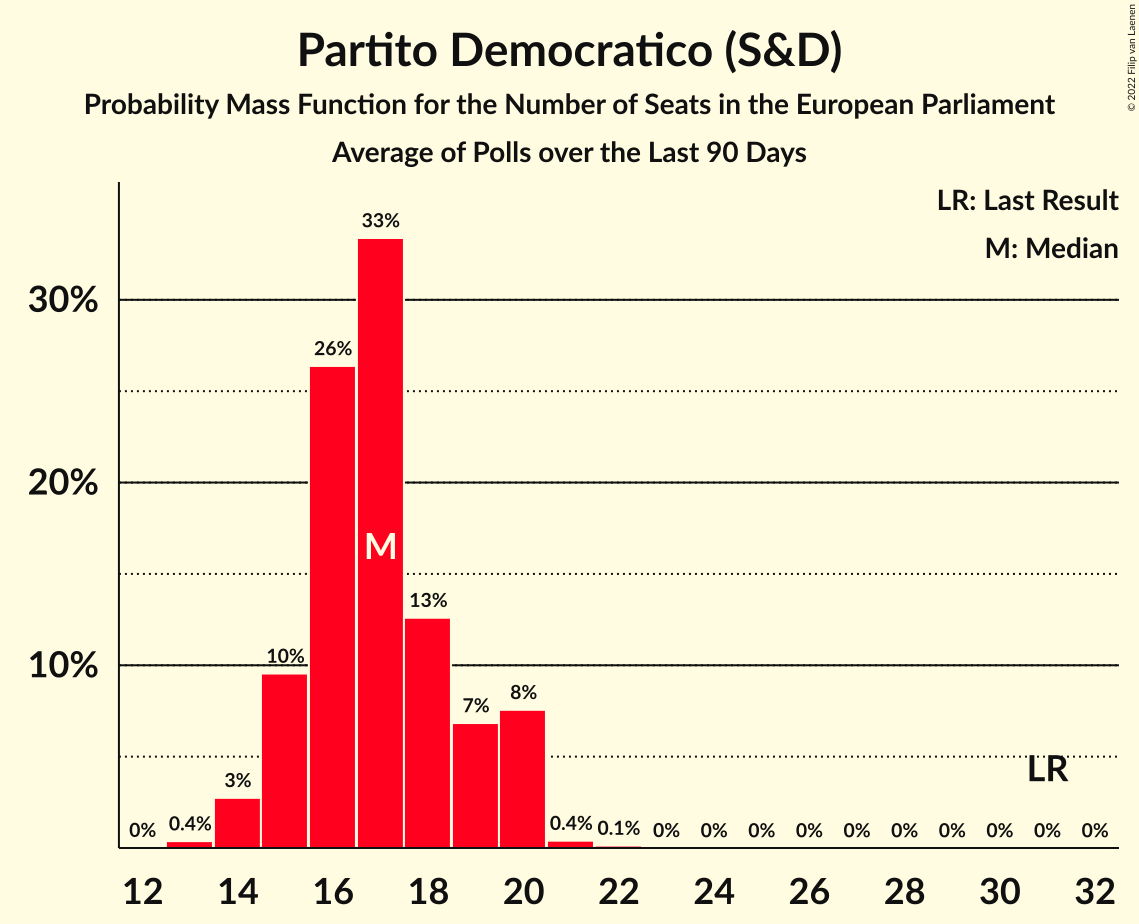 Partito Democratico (S&D)
Probability Mass Function for the Number of Seats in the European Parliament
Average of Polls over the Last 90 Days
© 2022 Filip van Laenen
LR: Last Result
M: Median
33%
30%
26%
20%
M
13%
10%
10%
8%
7%
3%
LR
0% 0.4% 0.4% 0.1% 0% 0% 0% 0% 0% 0% 0% 0% 0% 0%
12 14 16 18 20 22 24 26 28 30 32